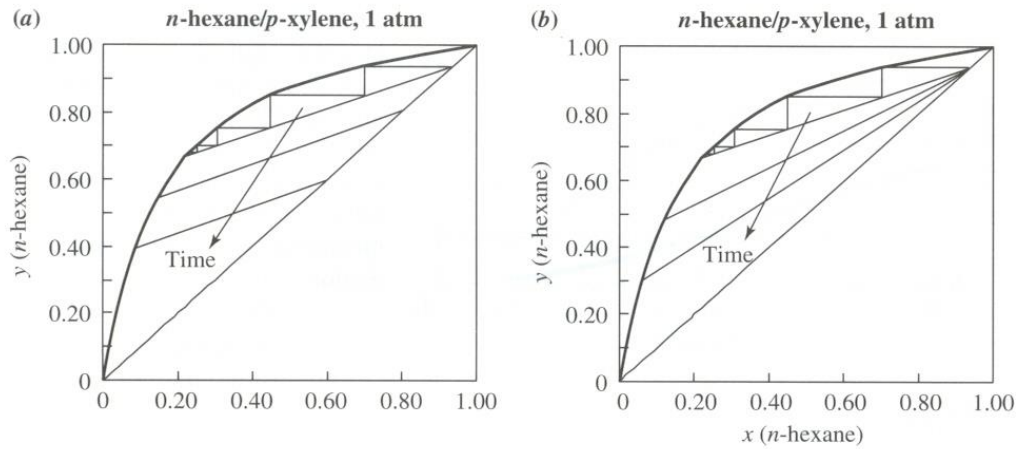 (a) n-hexane/p-xylene, 1 atm
1.00
0.80
0.60
0.40
0.20
0
y (n-hexane)
Time
0 0.20 0.40 0.60 0.80 1.00
(b) n-hexane/p-xylene, 1 atm
1.00
0.80
0.60
0.40
0.20
0
y (n-hexane)
Time
0 0.20 0.40 0.60 0.80 1.00
x (n-hexane)